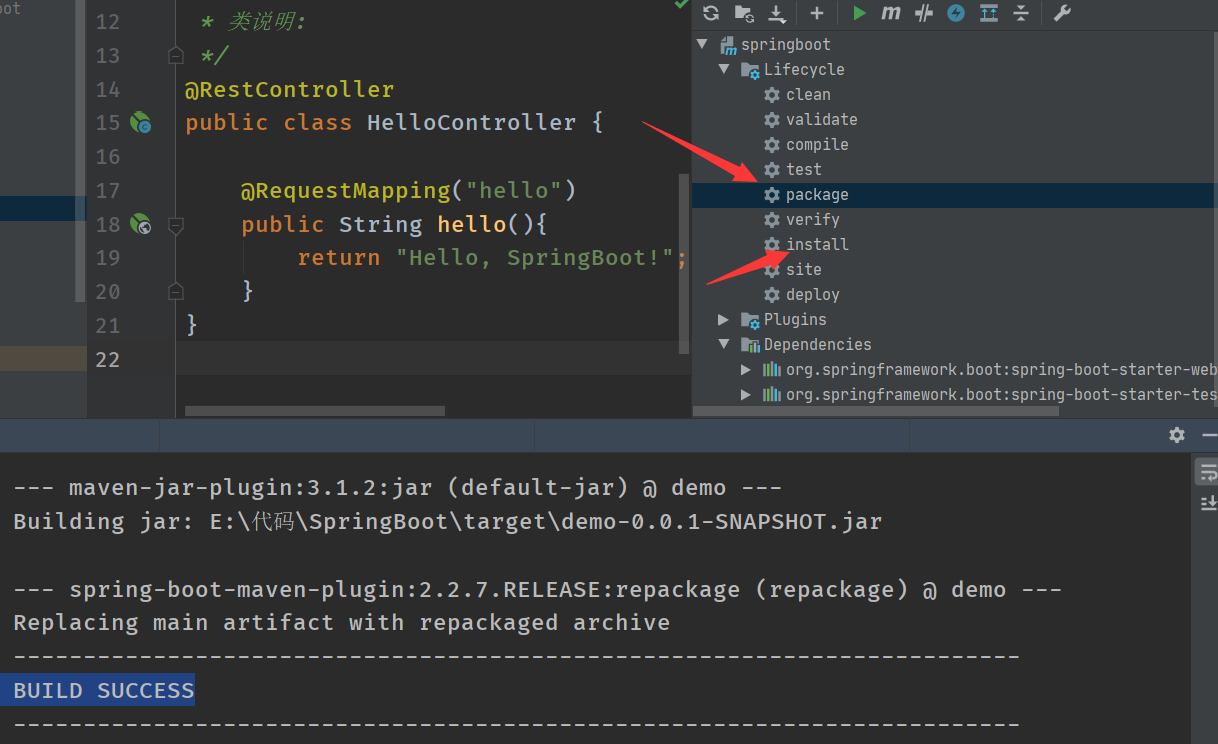 oot
12 * 类说明:
13 */
14 @RestController
15 public class HelloController {
16
17 @RequestMapping("hello")
18 public String hello(){
19 return "Hello, SpringBoot!";
20 }
21 }
22
m
springboot
Lifecycle
clean
validate
compile
test
package
verify
install
site
deploy
Plugins
Dependencies
org.springframework.boot:spring-boot-starter-web
org.springframework.boot:spring-boot-starter-tes
--- maven-jar-plugin:3.1.2:jar (default-jar) @ demo ---
Building jar: E:\代码\SpringBoot\target\demo-0.0.1-SNAPSHOT.jar
--- spring-boot-maven-plugin:2.2.7.RELEASE:repackage (repackage) @ demo ---
Replacing main artifact with repackaged archive
------------------------------------------------------------------------
BUILD SUCCESS
------------------------------------------------------------------------